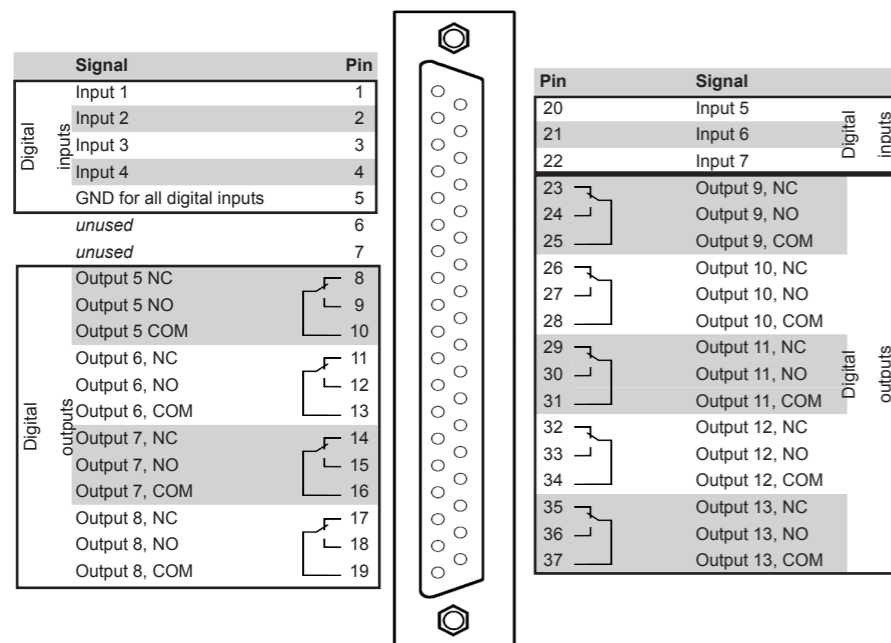 Signal Pin
Digital inputs
Input 1 1
Input 2 2
Input 3 3
Input 4 4
GND for all digital inputs 5
unused 6
unused 7
Digital outputs
Output 5 NC 8
Output 5 NO 9
Output 5 COM 10
Output 6, NC 11
Output 6, NO 12
Output 6, COM 13
Output 7, NC 14
Output 7, NO 15
Output 7, COM 16
Output 8, NC 17
Output 8, NO 18
Output 8, COM 19
Pin Signal
20 Input 5
21 Input 6
22 Input 7
Digital inputs
23 Output 9, NC
24 Output 9, NO
25 Output 9, COM
26 Output 10, NC
27 Output 10, NO
28 Output 10, COM
29 Output 11, NC
30 Output 11, NO
31 Output 11, COM
32 Output 12, NC
33 Output 12, NO
34 Output 12, COM
35 Output 13, NC
36 Output 13, NO
37 Output 13, COM
Digital outputs